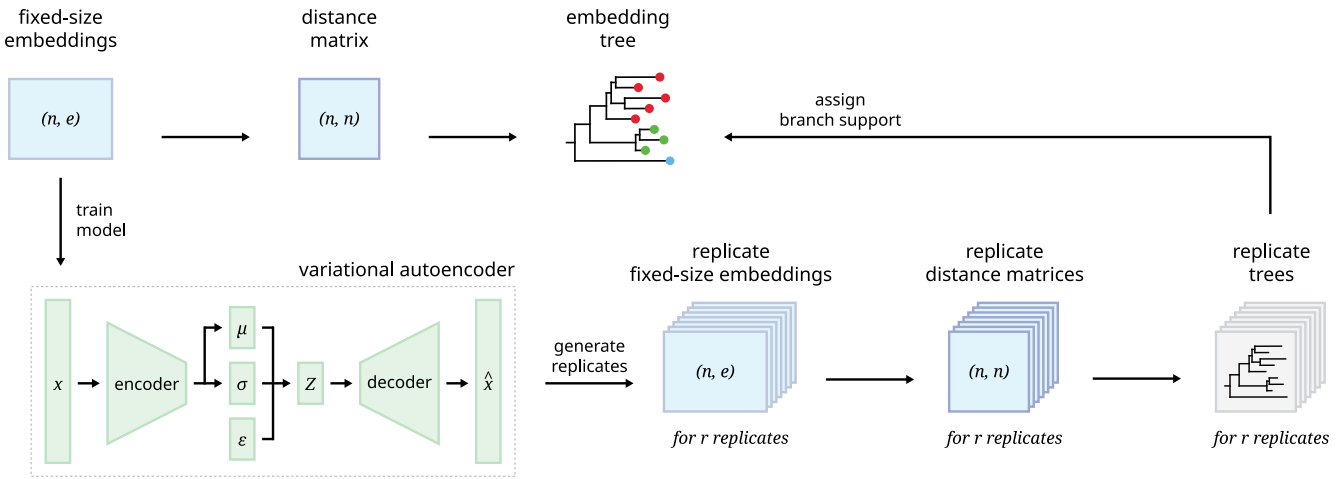 fixed-size
embeddings
distance
matrix
embedding
tree
(n, e)
(n, n)
assign
branch support
train
model
variational autoencoder
x
encoder
μ
σ
ε
Z
decoder
x̂
generate
replicates
replicate
fixed-size embeddings
(n, e)
for r replicates
replicate
distance matrices
(n, n)
for r replicates
replicate
trees
for r replicates